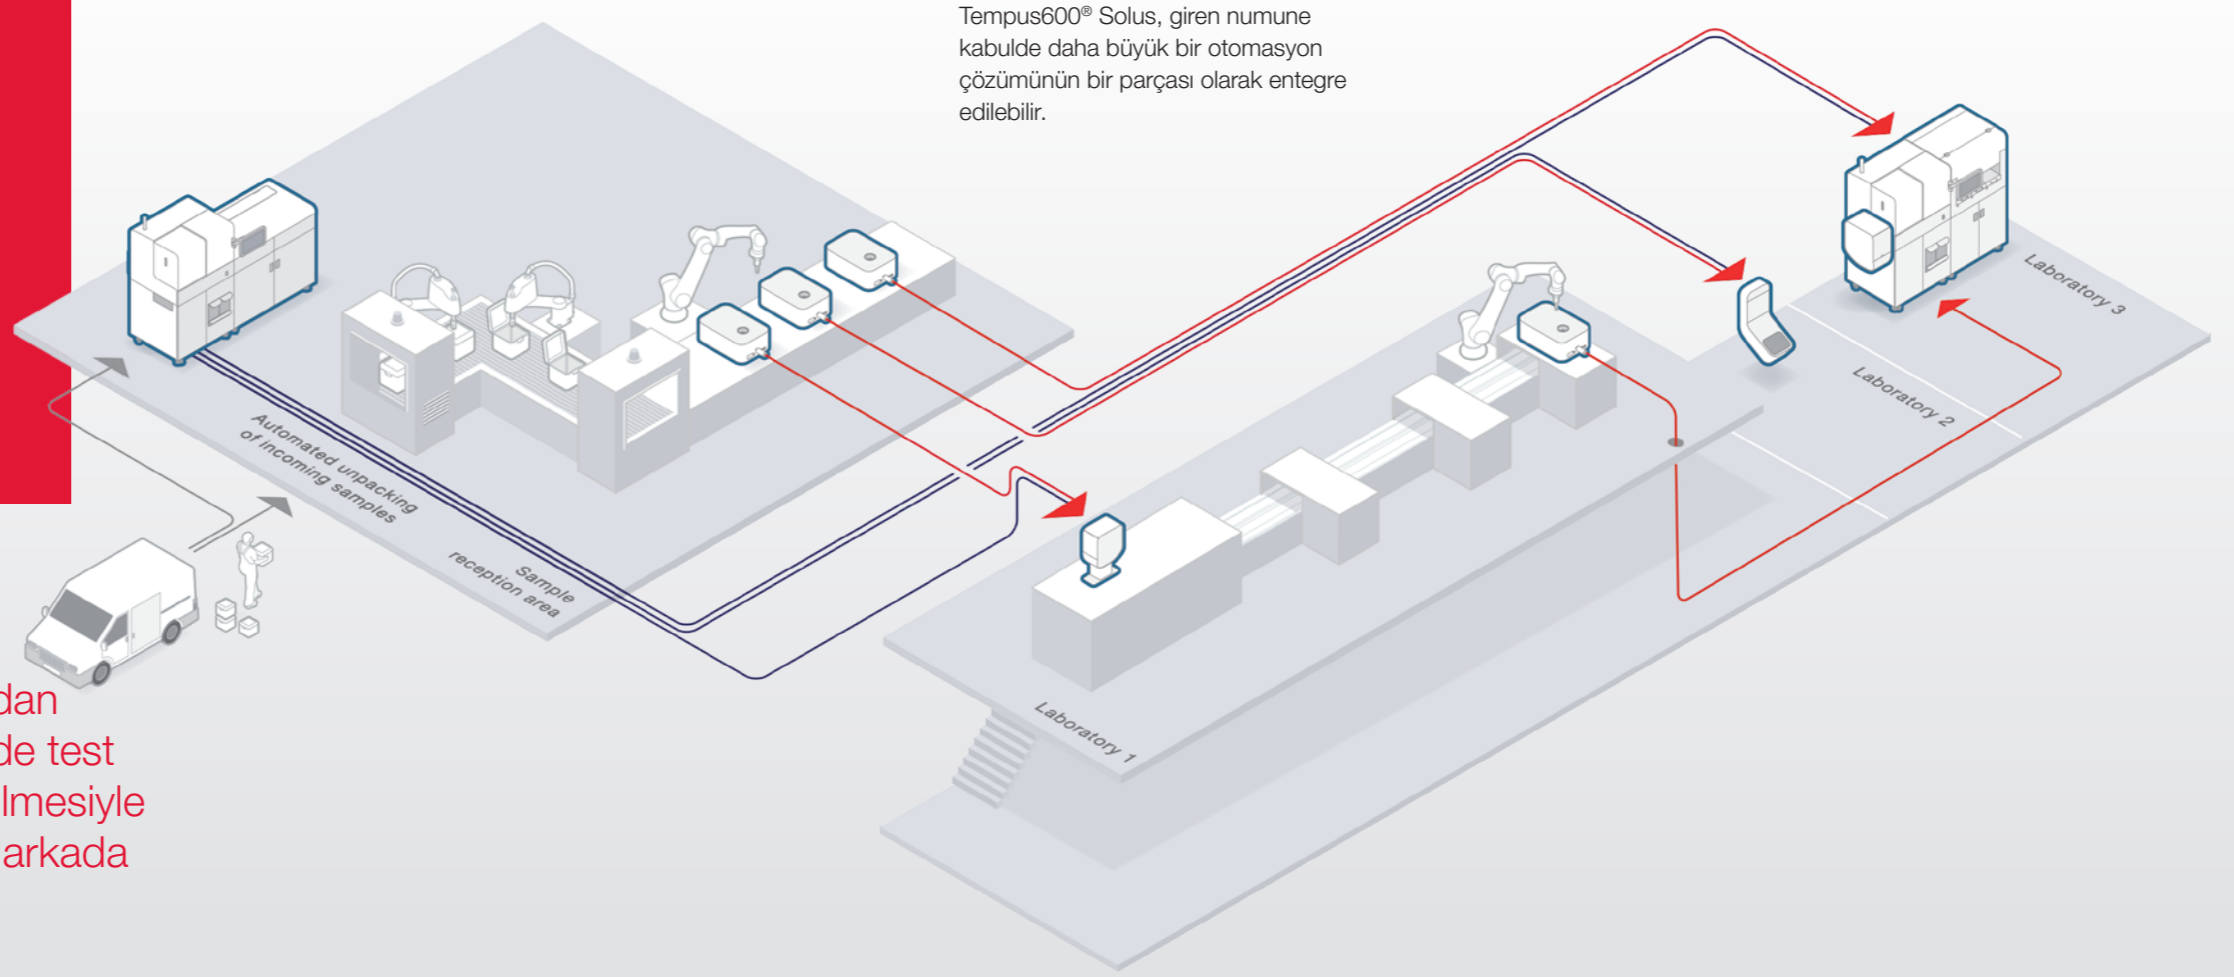 Tempus600® Solus, giren numune
kabulde daha büyük bir otomasyon
çözümünün bir parçası olarak entegre
edilebilir.
Automated unpacking
of incoming samples
Sample
reception area
Laboratory 1
Laboratory 2
Laboratory 3
dan
de test
ilmesiyle
arkada